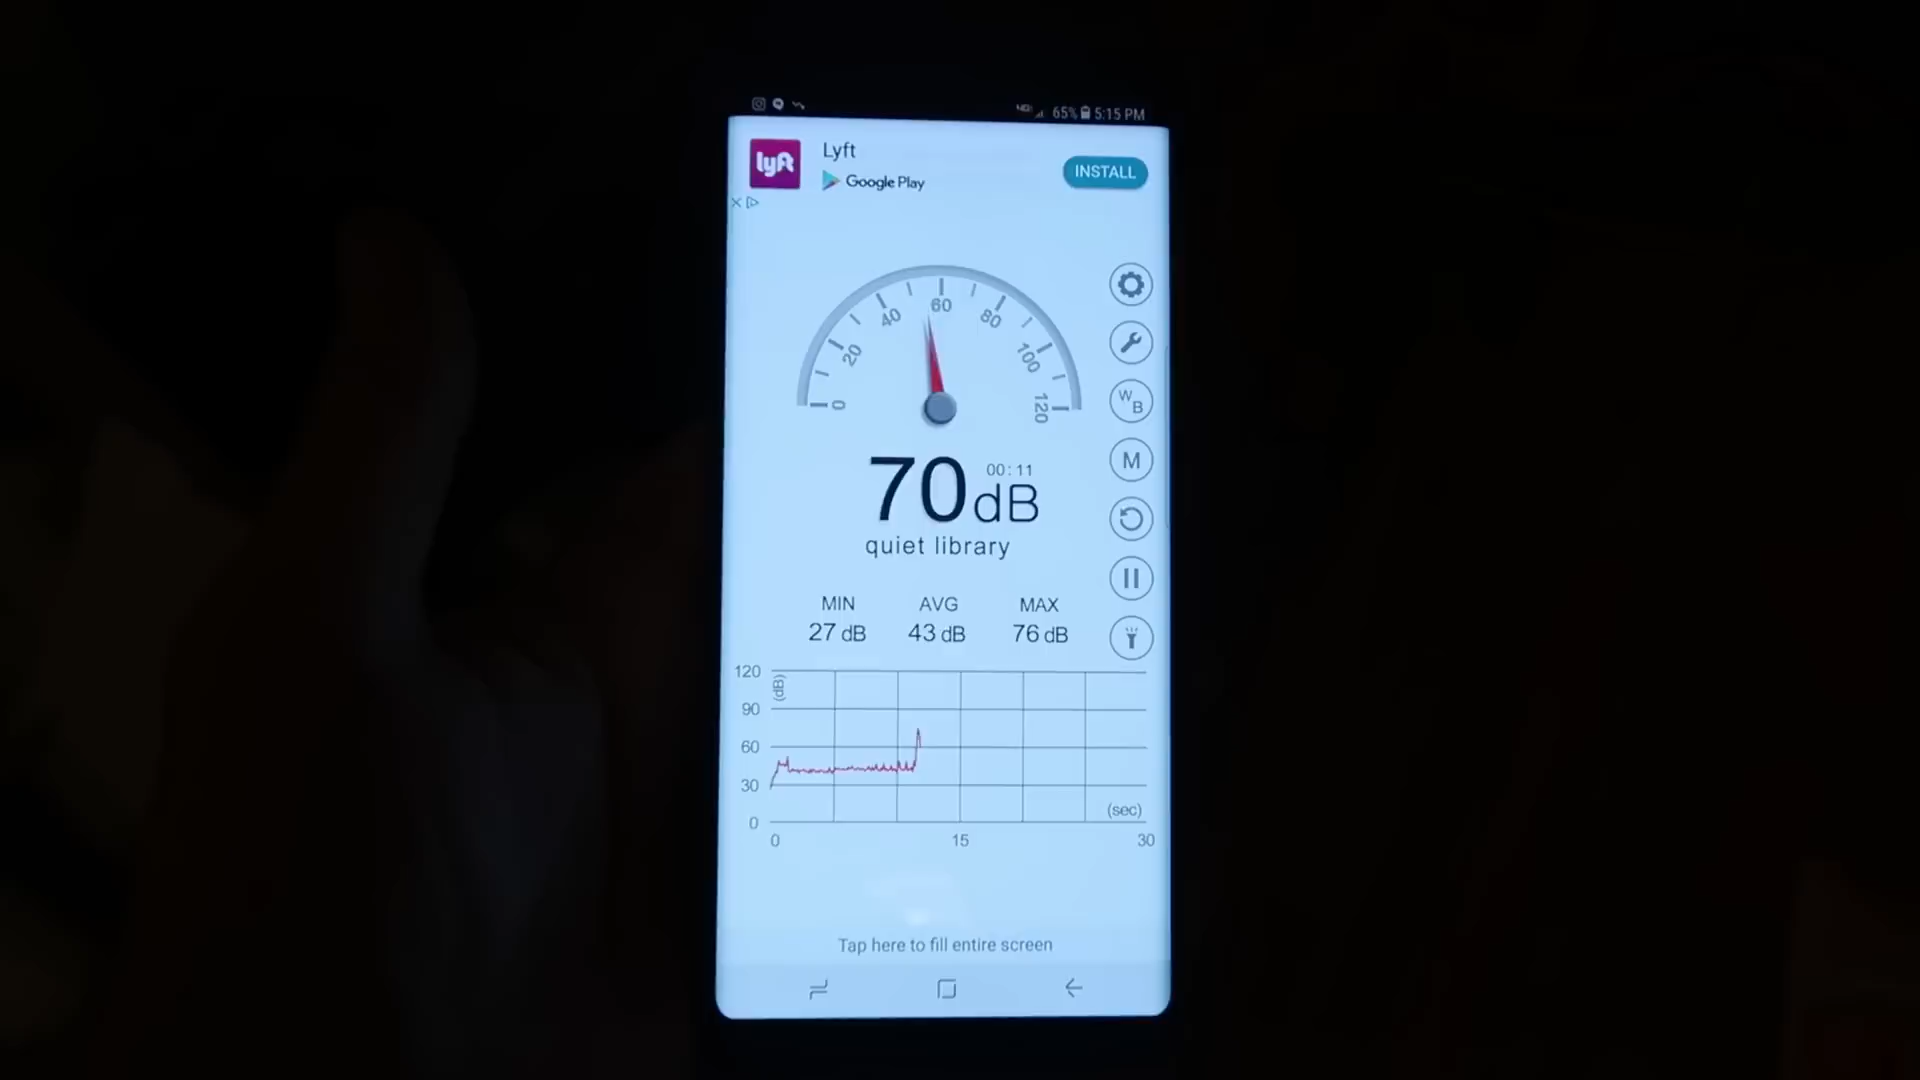 65% 5:15 PM
lyft
Lyft
Google Play
INSTALL
0 20 40 60 80 100 120
W B
M
00:11
70dB
quiet library
MIN AVG MAX
27 dB 43 dB 76 dB
120
(dB)
90
60
30
(sec)
0
0 15 30
Tap here to fill entire screen